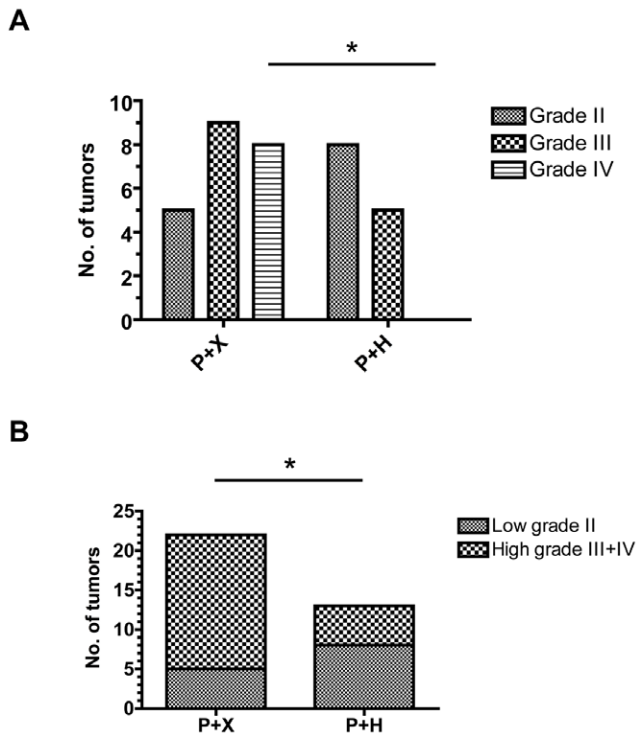 A
*
No. of tumors
10
8
6
4
2
0
P+X
P+H
Grade II
Grade III
Grade IV
B
*
No. of tumors
25
20
15
10
5
0
P+X
P+H
Low grade II
High grade III+IV